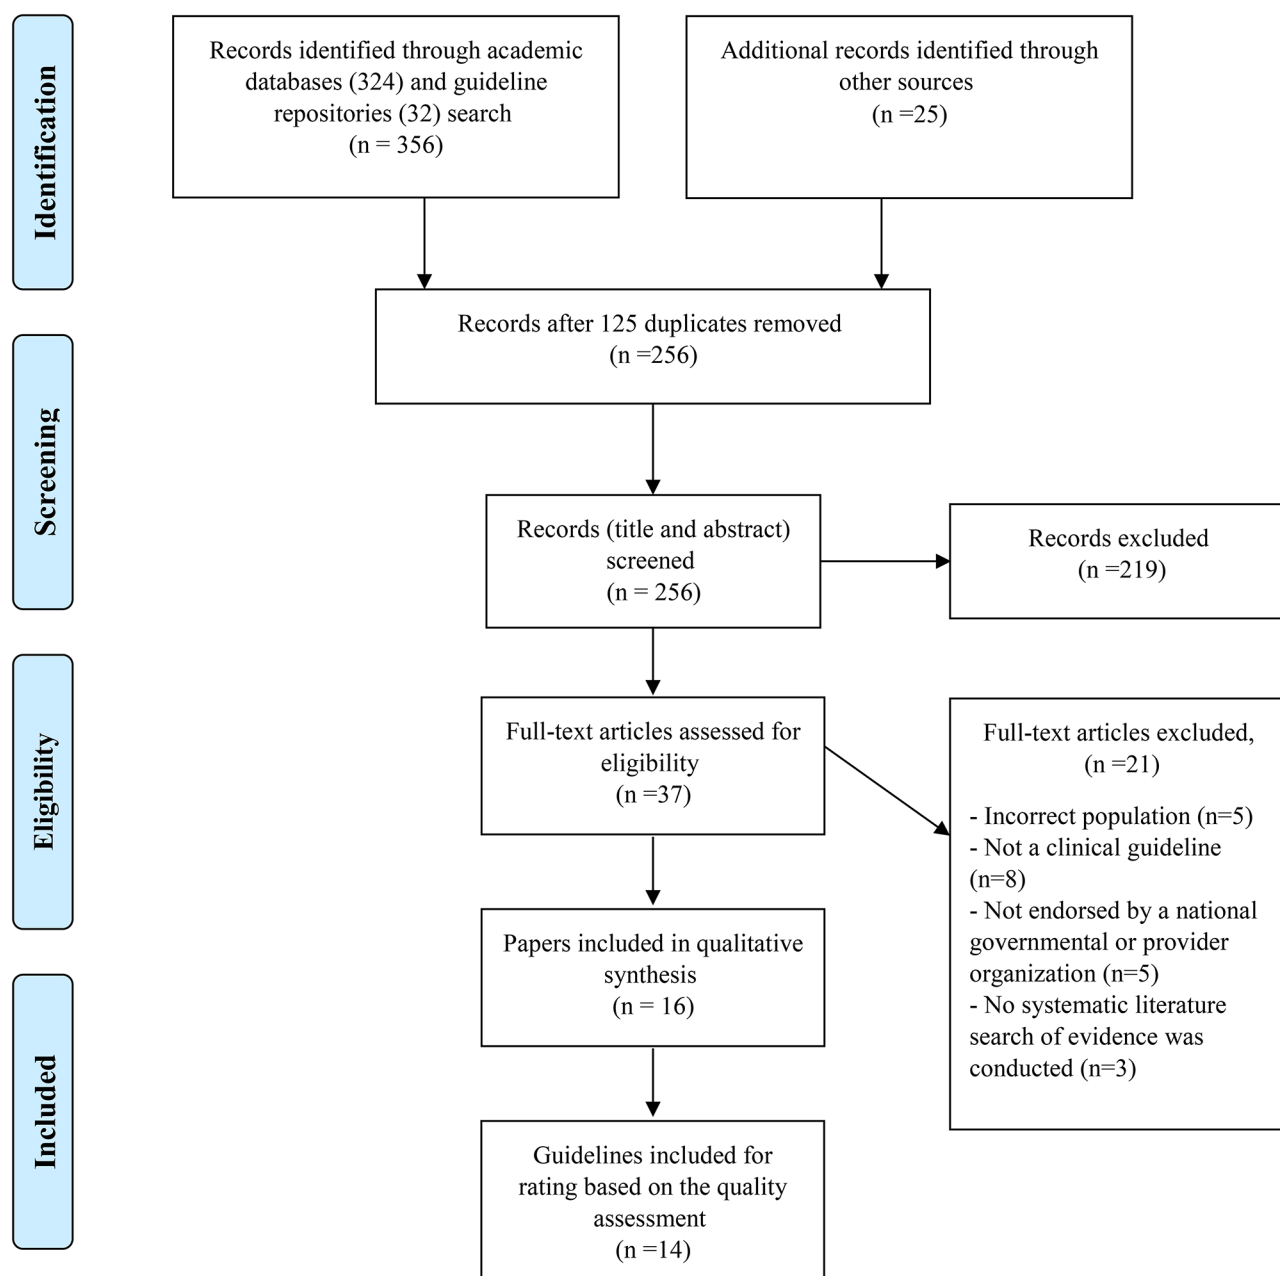 Identification
Records identified through academic
databases (324) and guideline
repositories (32) search
(n = 356)
Additional records identified through
other sources
(n =25)
Records after 125 duplicates removed
(n =256)
Screening
Records (title and abstract)
screened
(n = 256)
Records excluded
(n =219)
Eligibility
Full-text articles assessed for
eligibility
(n =37)
Full-text articles excluded,
(n =21)
- Incorrect population (n=5)
- Not a clinical guideline
(n=8)
- Not endorsed by a national
governmental or provider
organization (n=5)
- No systematic literature
search of evidence was
conducted (n=3)
Papers included in qualitative
synthesis
(n = 16)
Included
Guidelines included for
rating based on the quality
assessment
(n =14)